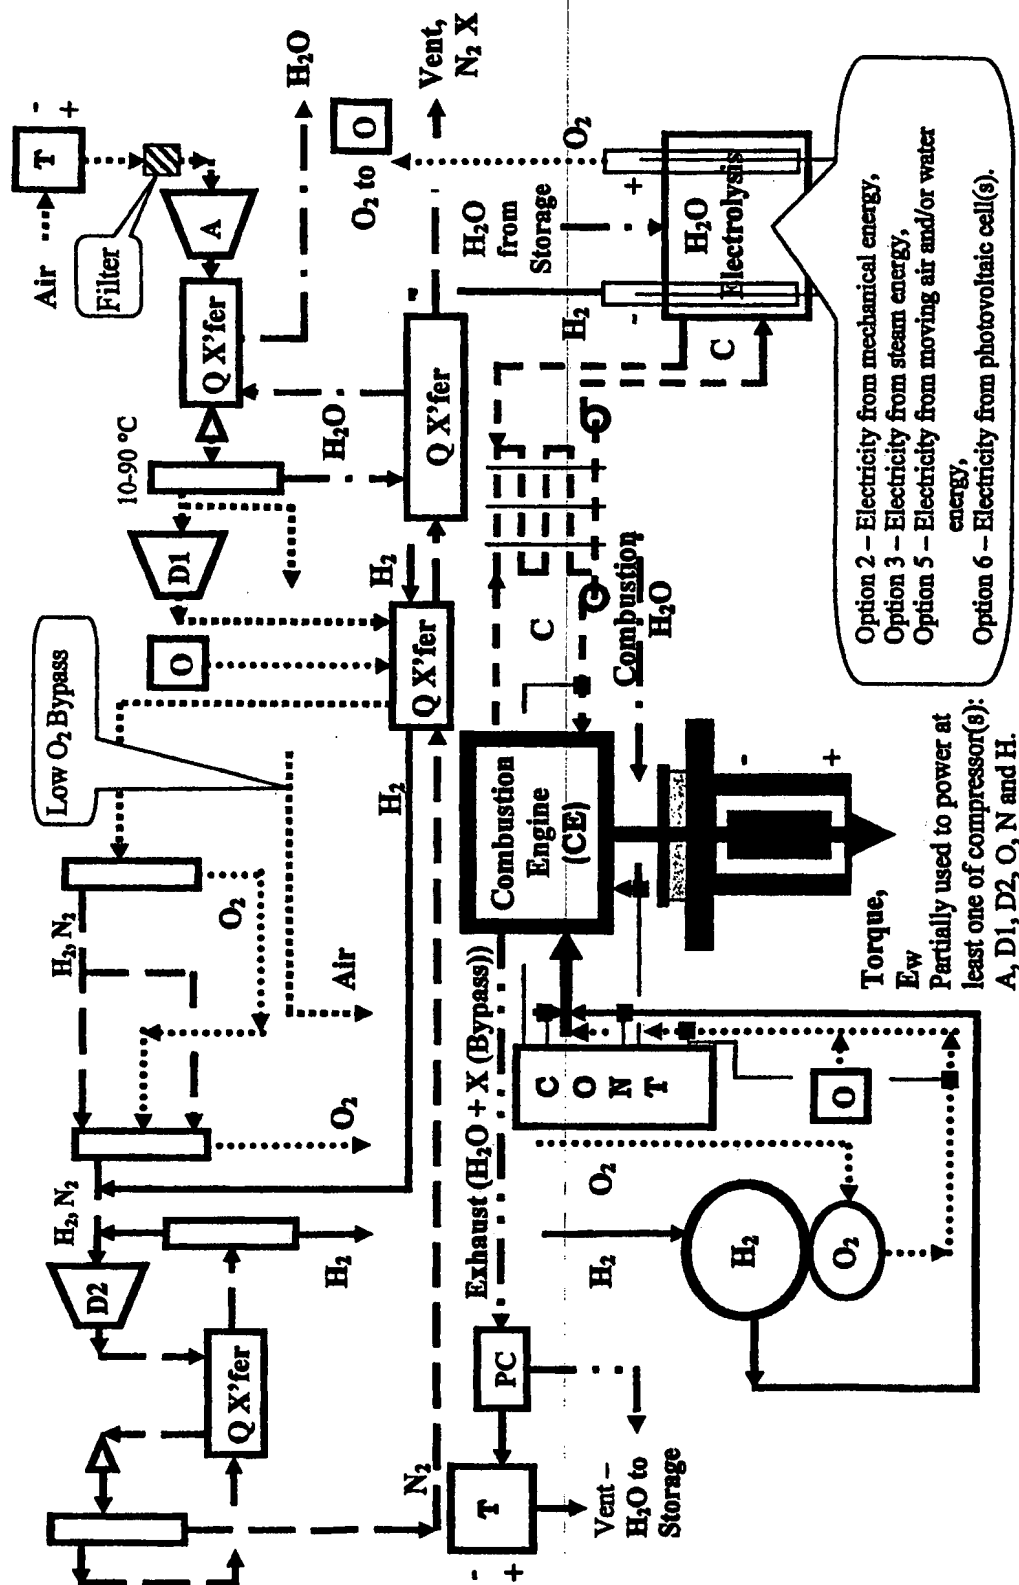 Air
T
-
+
Filter
A
Q X'fer
H₂O
10-90 °C
H₂O
D1
O
Low O₂ Bypass
H₂, N₂
O₂
Air
O₂
H₂, N₂
D2
H₂
Q X'fer
N₂
H₂
Q X'fer
H₂
Q X'fer
-
Vent,
N₂ X
O₂ to
O
O₂
H₂O
from
Storage
H₂
-
+
H₂O
Electrolysis
C
C
Combustion
H₂O
Combustion
Engine
(CE)
Exhaust (H₂O + X (Bypass))
PC
T
-
+
Vent –
H₂O to
Storage
C
O
N
T
O₂
H₂
H₂
O₂
O
-
+
Torque,
Ew
Partially used to power at
least one of compressor(s):
A, D1, D2, O, N and H.
Option 2 – Electricity from mechanical energy,
Option 3 – Electricity from steam energy,
Option 5 – Electricity from moving air and/or water
energy,
Option 6 – Electricity from photovoltaic cell(s).